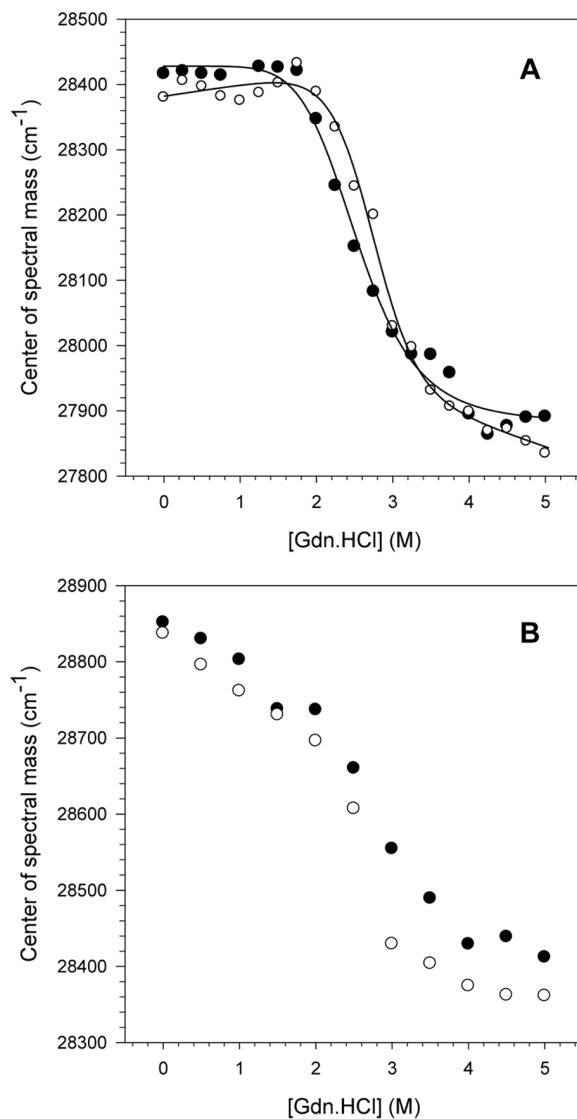 28500
28400
28300
28200
28100
28000
27900
27800
Center of spectral mass (cm⁻¹)
A
0 1 2 3 4 5
[Gdn.HCl] (M)
28900
28800
28700
28600
28500
28400
28300
Center of spectral mass (cm⁻¹)
B
0 1 2 3 4 5
[Gdn.HCl] (M)